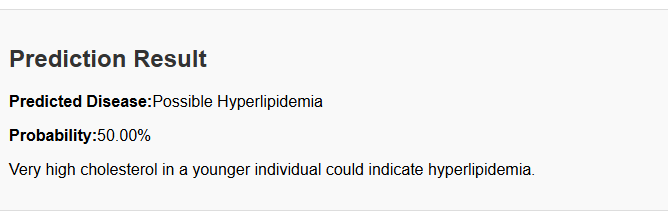 Prediction Result
Predicted Disease:Possible Hyperlipidemia
Probability:50.00%
Very high cholesterol in a younger individual could indicate hyperlipidemia.